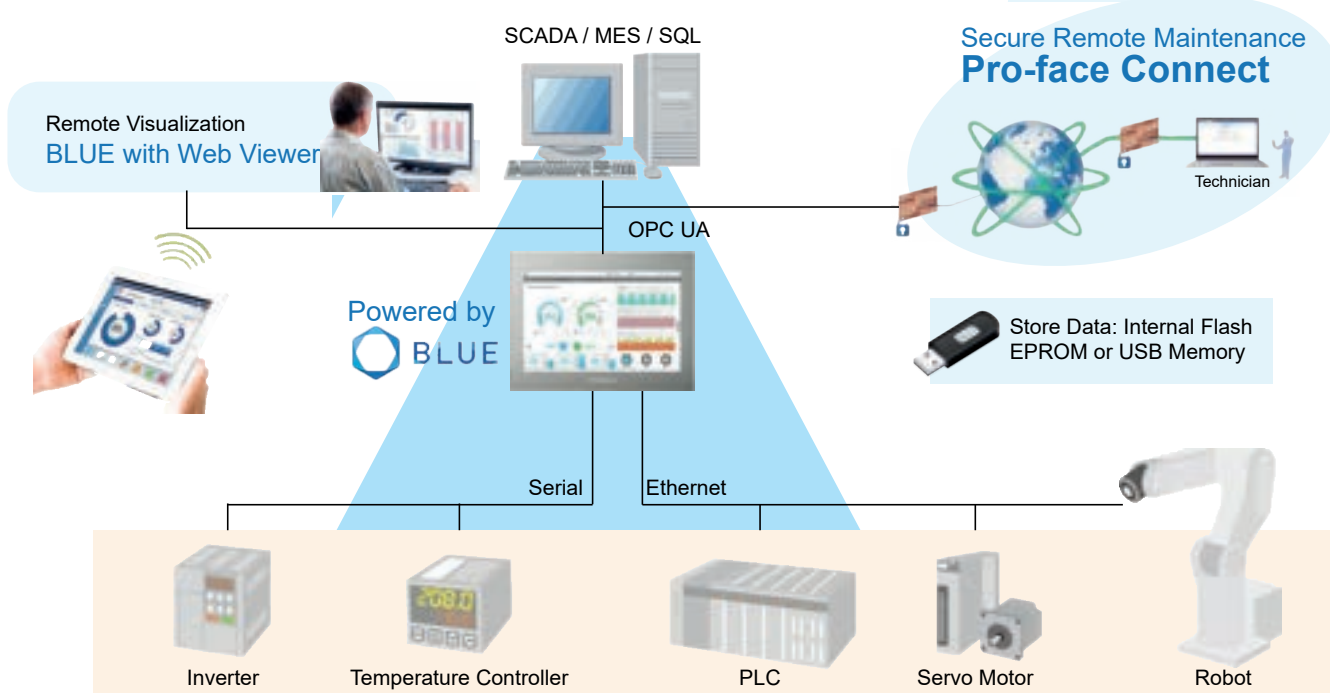 SCADA / MES / SQL
Secure Remote Maintenance
Pro-face Connect
Remote Visualization
BLUE with Web Viewer
Technician
OPC UA
Powered by
BLUE
Store Data: Internal Flash
EPROM or USB Memory
Serial
Ethernet
208.0
Inverter
Temperature Controller
PLC
Servo Motor
Robot